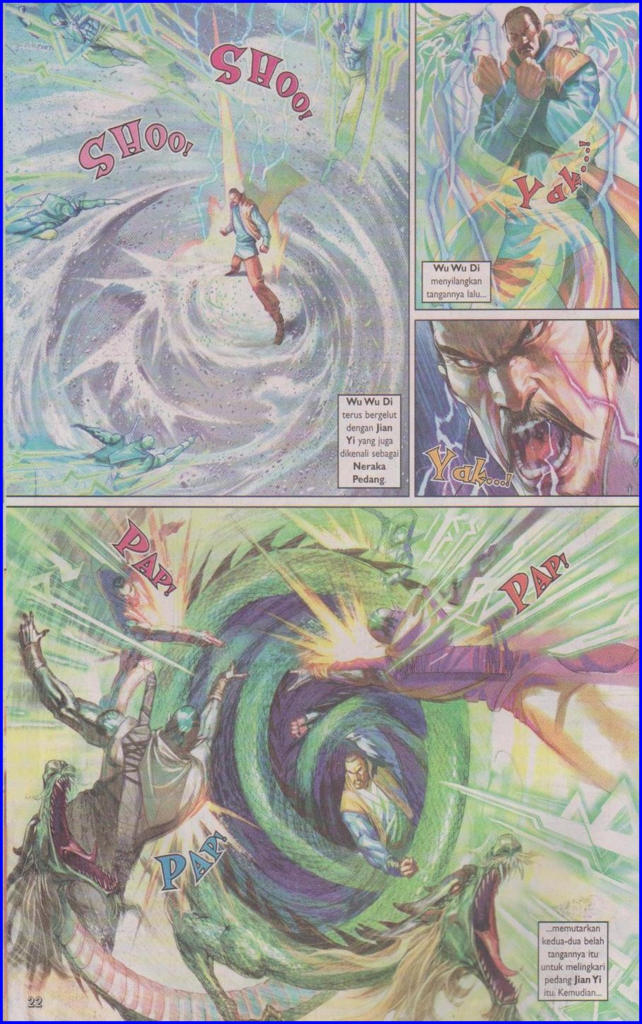 SHOO!
SHOO!
Wu Wu Di
terus bergelut
dengan Jian
Yi yang juga
dikenali sebagai
Neraka
Pedang.
Yak...!
Wu Wu Di
menyilangkan
tangannya lalu...
Yak...!
PAP!
PAP!
PAP!
...memutarkan
kedua-dua belah
tangannya itu
untuk melingkari
pedang Jian Yi
itu. Kemudian...
22